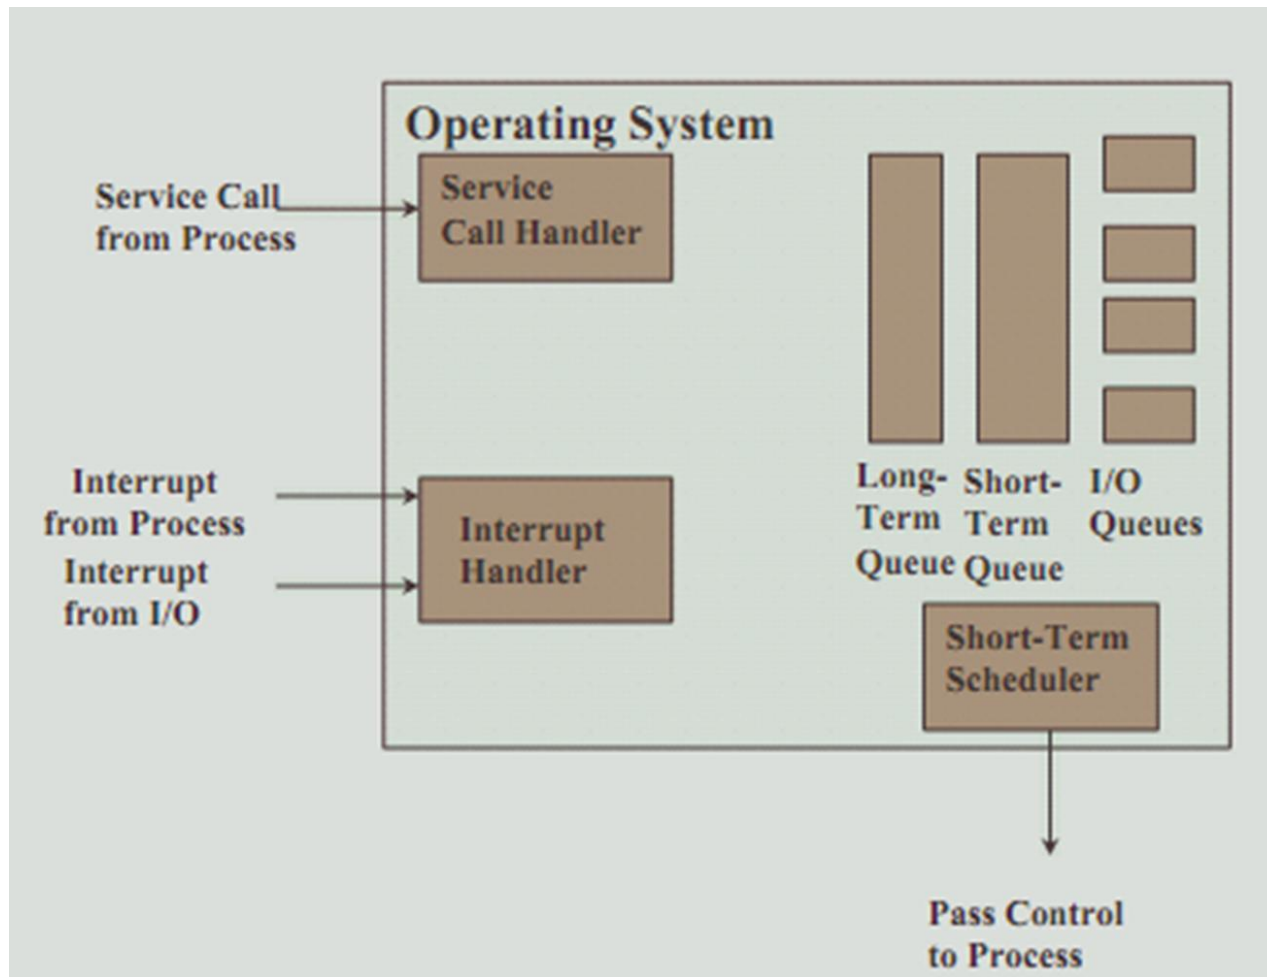 Operating System
Service Call
from Process
Service
Call Handler
Interrupt
from Process
Interrupt
from I/O
Interrupt
Handler
Long-
Term
Queue
Short-
Term
Queue
I/O
Queues
Short-Term
Scheduler
Pass Control
to Process